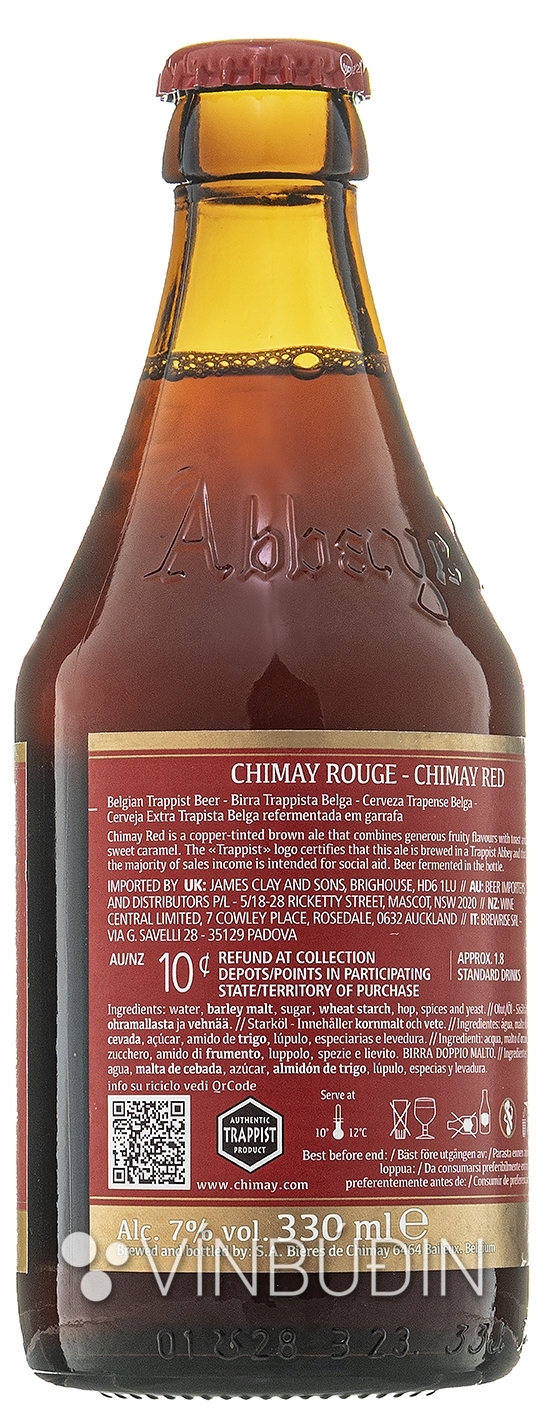 Abbaye
CHIMAY ROUGE - CHIMAY RED
Belgian Trappist Beer - Birra Trappista Belga - Cerveza Trapense Belga -
Cerveja Extra Trapista Belga refermentada em garrafa
Chimay Red is a copper-tinted brown ale that combines generous fruity flavours with toast and
sweet caramel. The «Trappist» logo certifies that this ale is brewed in a Trappist Abbey and
the majority of sales income is intended for social aid. Beer fermented in the bottle.
IMPORTED BY UK: JAMES CLAY AND SONS, BRIGHOUSE, HD6 1LU // AU: BEER IMPORTERS
AND DISTRIBUTORS P/L - 5/18-28 RICKETTY STREET, MASCOT, NSW 2020 // NZ: WINE
CENTRAL LIMITED, 7 COWLEY PLACE, ROSEDALE, 0632 AUCKLAND // IT: BREWRISE SRL -
VIA G. SAVELLI 28 - 35129 PADOVA
AU/NZ 10¢ REFUND AT COLLECTION APPROX. 1.8
DEPOTS/POINTS IN PARTICIPATING STANDARD DRINKS
STATE/TERRITORY OF PURCHASE
Ingredients: water, barley malt, sugar, wheat starch, hop, spices and yeast. // Olut/Öl -
ohramallasta ja vehnää. // Starköl - Innehåller kornmalt och vete. // Ingredientes: água, malte
cevada, açúcar, amido de trigo, lúpulo, especiarias e levedura. // Ingredienti: acqua, malto d'orzo
zucchero, amido di frumento, luppolo, spezie e lievito. BIRRA DOPPIO MALTO. // Ingredientes
agua, malta de cebada, azúcar, almidón de trigo, lúpulo, especias y levadura.
info su riciclo vedi QrCode
Serve at
10° 12°C
AUTHENTIC
TRAPPIST
PRODUCT
Best before end: / Bäst före utgången av: / Parasta ennen
loppua: / Da consumarsi preferibilmente
www.chimay.com preferentemente antes de: / Consumir de
Alc. 7% vol. 330 ml e
Brewed and bottled by: S.A. Bières de Chimay 6464 Baileux, Belgium
VÍNBÚÐIN